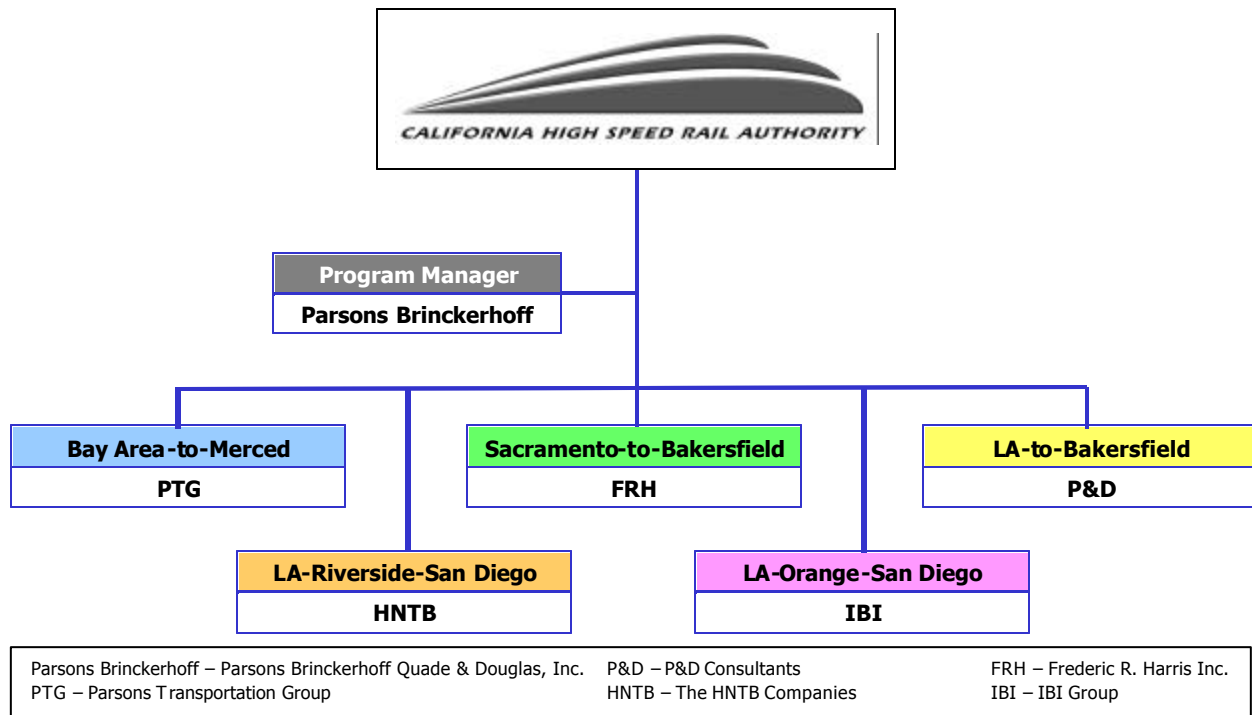 CALIFORNIA HIGH SPEED RAIL AUTHORITY
Program Manager
Parsons Brinckerhoff
Bay Area-to-Merced
PTG
Sacramento-to-Bakersfield
FRH
LA-to-Bakersfield
P&D
LA-Riverside-San Diego
HNTB
LA-Orange-San Diego
IBI
Parsons Brinckerhoff – Parsons Brinckerhoff Quade & Douglas, Inc. P&D – P&D Consultants FRH – Frederic R. Harris Inc.
PTG – Parsons Transportation Group HNTB – The HNTB Companies IBI – IBI Group